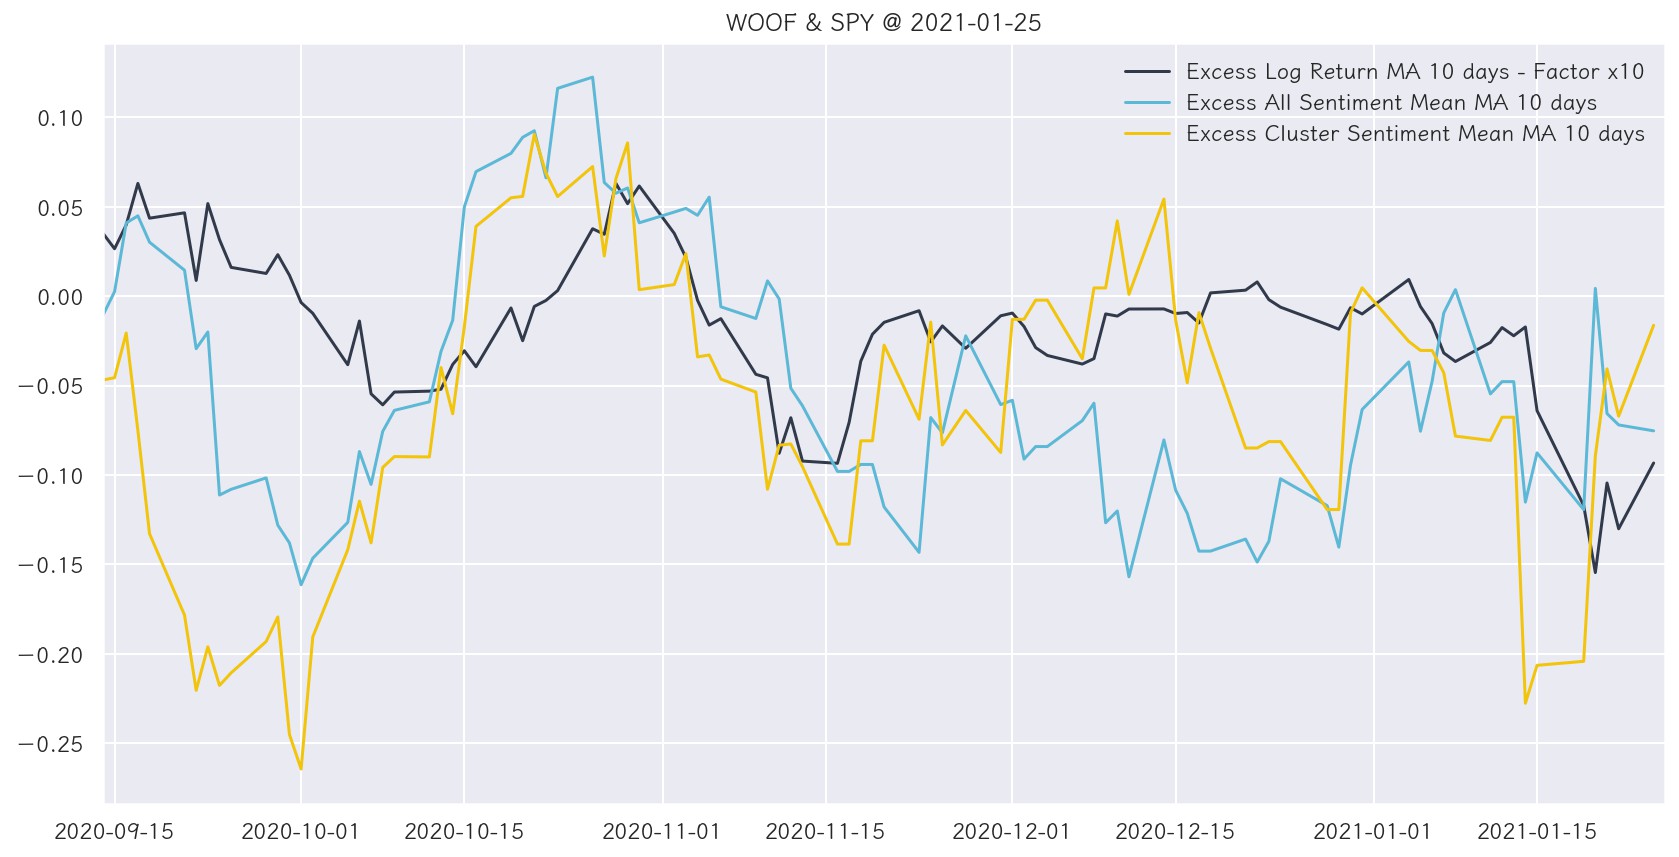 WOOF & SPY @ 2021-01-25
Excess Log Return MA 10 days - Factor x10
Excess All Sentiment Mean MA 10 days
Excess Cluster Sentiment Mean MA 10 days
0.10
0.05
0.00
−0.05
−0.10
−0.15
−0.20
−0.25
2020-09-15 2020-10-01 2020-10-15 2020-11-01 2020-11-15 2020-12-01 2020-12-15 2021-01-01 2021-01-15